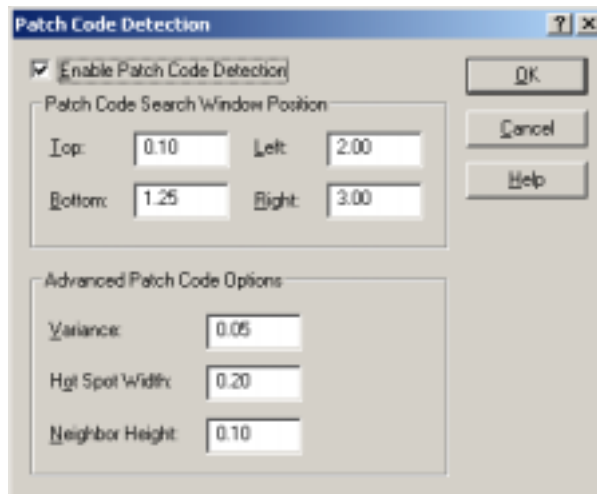 Patch Code Detection
Enable Patch Code Detection
OK
Patch Code Search Window Position
Cancel
Top: 0.10 Left: 2.00
Help
Bottom: 1.25 Right: 3.00
Advanced Patch Code Options
Variance: 0.05
Hot Spot Width: 0.20
Neighbor Height: 0.10